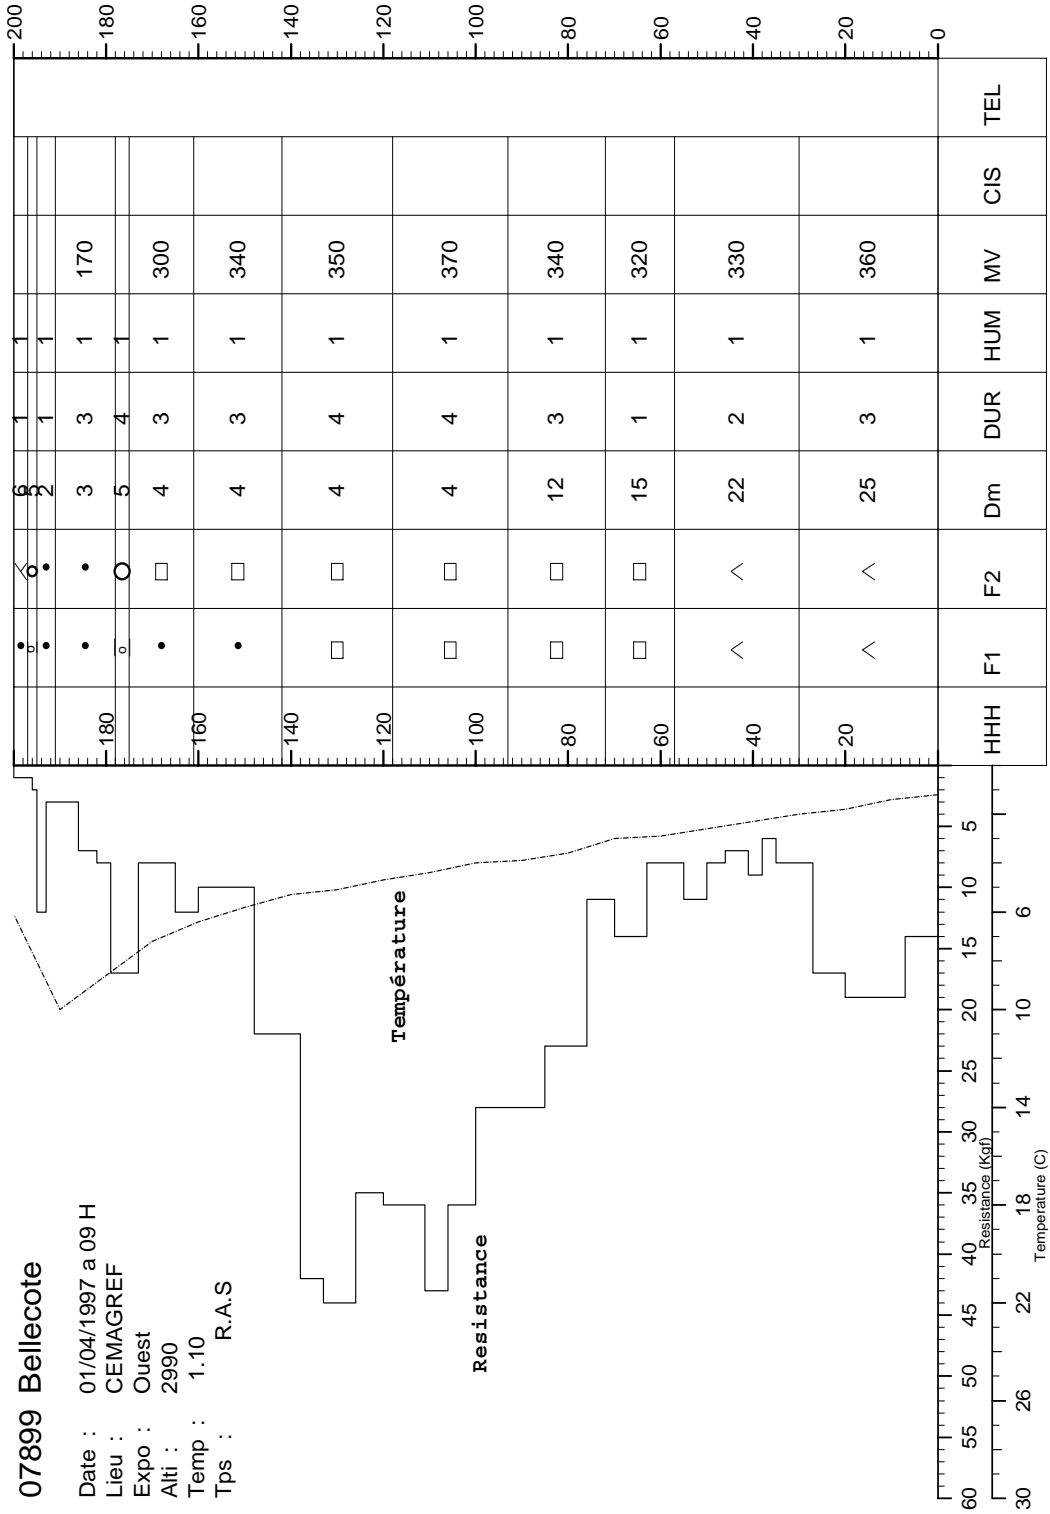 07899 Bellecote
Date : 01/04/1997 a 09 H
Lieu : CEMAGREF
Expo : Ouest
Alti : 2990
Temp : 1.10
Tps : R.A.S
Resistance
Température
60 55 50 45 40 35 30 25 20 15 10 5
Resistance (Kgf)
30 26 22 18 14 10 6
Temperature (C)
HHH F1 F2 Dm DUR HUM MV CIS TEL
180 160 140 120 100 80 60 40 20
200 180 160 140 120 100 80 60 40 20 0
6 1 1
5
2 1 1
3 3 1 170
5 4 1
4 3 1 300
4 3 1 340
4 4 1 350
4 4 1 370
12 3 1 340
15 1 1 320
22 2 1 330
25 3 1 360